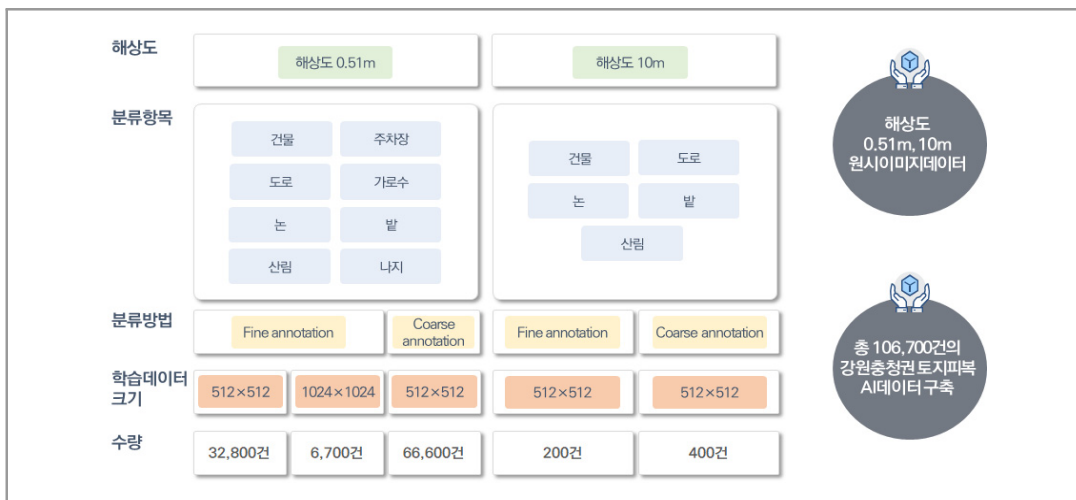 해상도
해상도 0.51m
해상도 10m
분류항목
건물
주차장
도로
가로수
논
밭
산림
나지
건물
도로
논
밭
산림
분류방법
Fine annotation
Coarse
annotation
Fine annotation
Coarse annotation
학습데이터
크기
512×512
1024×1024
512×512
512×512
512×512
수량
32,800건
6,700건
66,600건
200건
400건
해상도
0.51m, 10m
원시이미지데이터
총 106,700건의
강원충청권 토지피복
AI데이터 구축